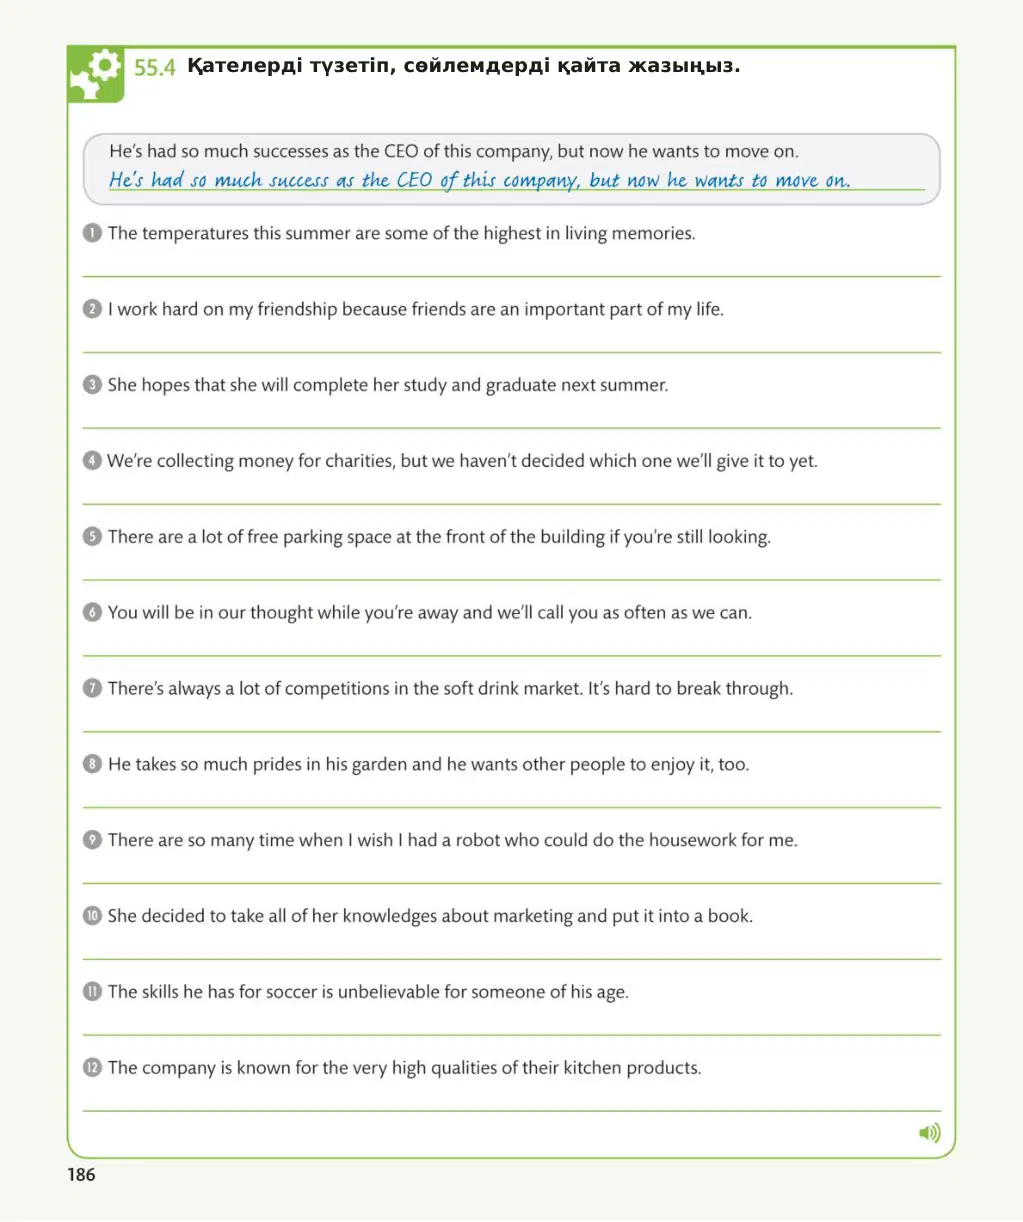 55.4 Қателерді түзетіп, сөйлемдерді қайта жазыңыз.
He's had so much successes as the CEO of this company, but now he wants to move on.
He's had so much success as the CEO of this company, but now he wants to move on.
1 The temperatures this summer are some of the highest in living memories.
2 I work hard on my friendship because friends are an important part of my life.
3 She hopes that she will complete her study and graduate next summer.
4 We're collecting money for charities, but we haven't decided which one we'll give it to yet.
5 There are a lot of free parking space at the front of the building if you're still looking.
6 You will be in our thought while you're away and we'll call you as often as we can.
7 There's always a lot of competitions in the soft drink market. It's hard to break through.
8 He takes so much prides in his garden and he wants other people to enjoy it, too.
9 There are so many time when I wish I had a robot who could do the housework for me.
10 She decided to take all of her knowledges about marketing and put it into a book.
11 The skills he has for soccer is unbelievable for someone of his age.
12 The company is known for the very high qualities of their kitchen products.
186